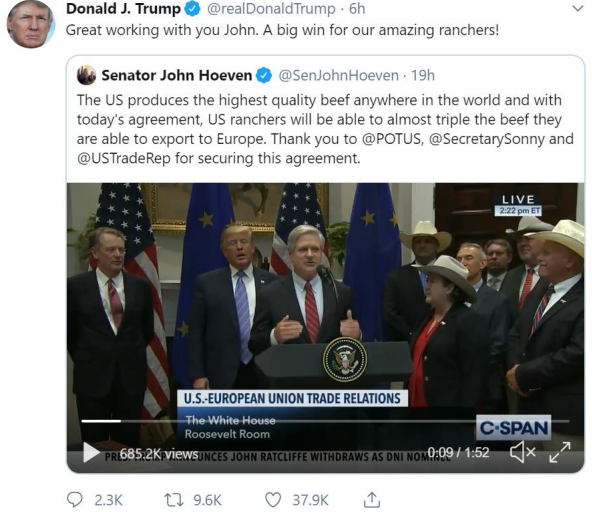 Donald J. Trump @realDonaldTrump · 6h
Great working with you John. A big win for our amazing ranchers!
Senator John Hoeven @SenJohnHoeven · 19h
The US produces the highest quality beef anywhere in the world and with
today's agreement, US ranchers will be able to almost triple the beef they
are able to export to Europe. Thank you to @POTUS, @SecretarySonny and
@USTradeRep for securing this agreement.
LIVE
2:22 pm ET
U.S.-EUROPEAN UNION TRADE RELATIONS
The White House
Roosevelt Room
C-SPAN
685.2K views
0:09 / 1:52
ANNOUNCES JOHN RATCLIFFE WITHDRAWS AS DNI NOMINEE
2.3K 9.6K 37.9K